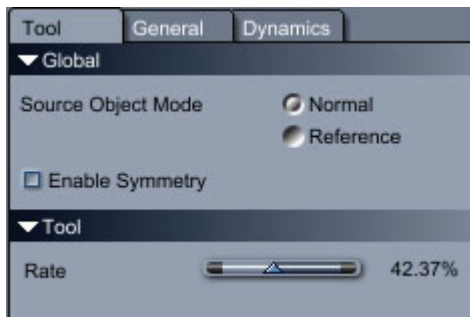 Tool General Dynamics
Global
Source Object Mode Normal
Reference
Enable Symmetry
Tool
Rate 42.37%